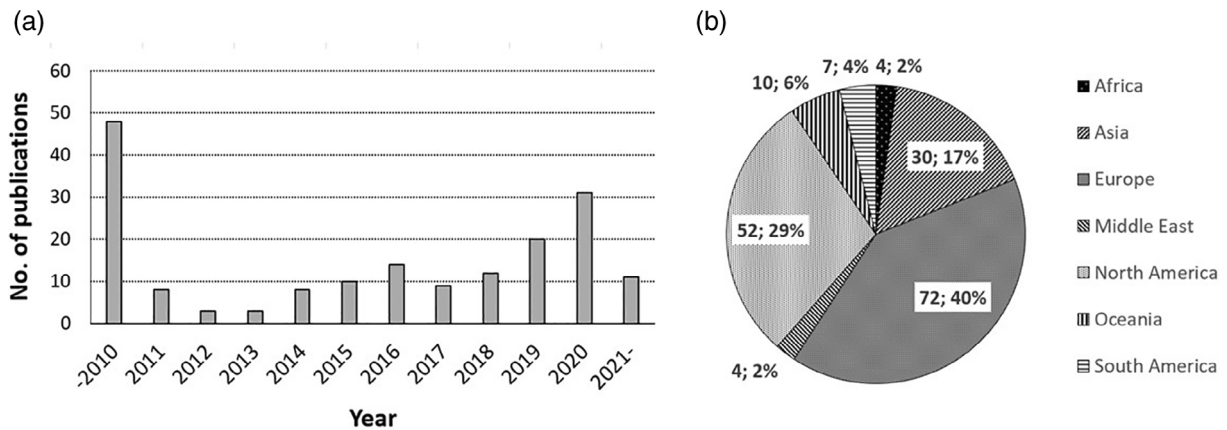 (a)
60
50
40
30
20
10
0
No. of publications
-2010
2011
2012
2013
2014
2015
2016
2017
2018
2019
2020
2021-
Year
(b)
4; 2%
30; 17%
72; 40%
4; 2%
52; 29%
10; 6%
7; 4%
Africa
Asia
Europe
Middle East
North America
Oceania
South America